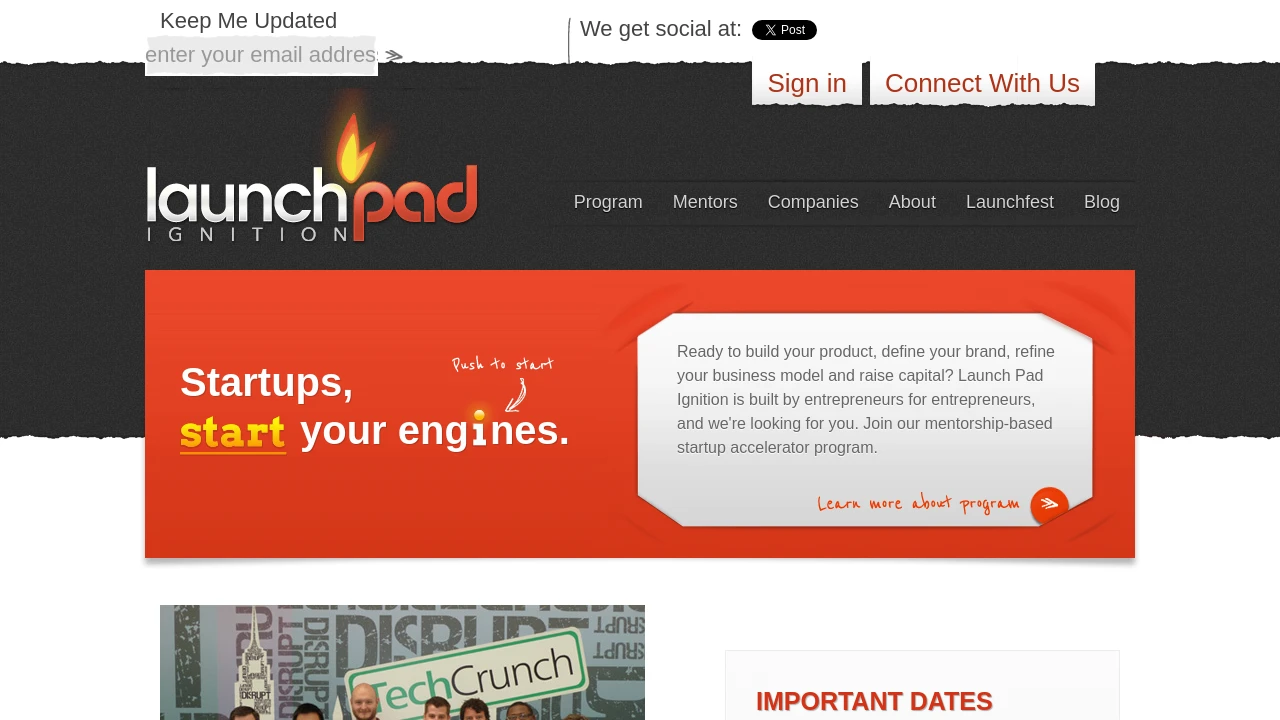 Keep Me Updated
enter your email address
We get social at:
Post
Sign in
Connect With Us
launchpad
IGNITION
Program
Mentors
Companies
About
Launchfest
Blog
Startups,
start your engines.
Push to start
Ready to build your product, define your brand, refine
your business model and raise capital? Launch Pad
Ignition is built by entrepreneurs for entrepreneurs,
and we're looking for you. Join our mentorship-based
startup accelerator program.
Learn more about program
DISRUPT
DISRUPT
DISRUPT
TechCrunch
IMPORTANT DATES